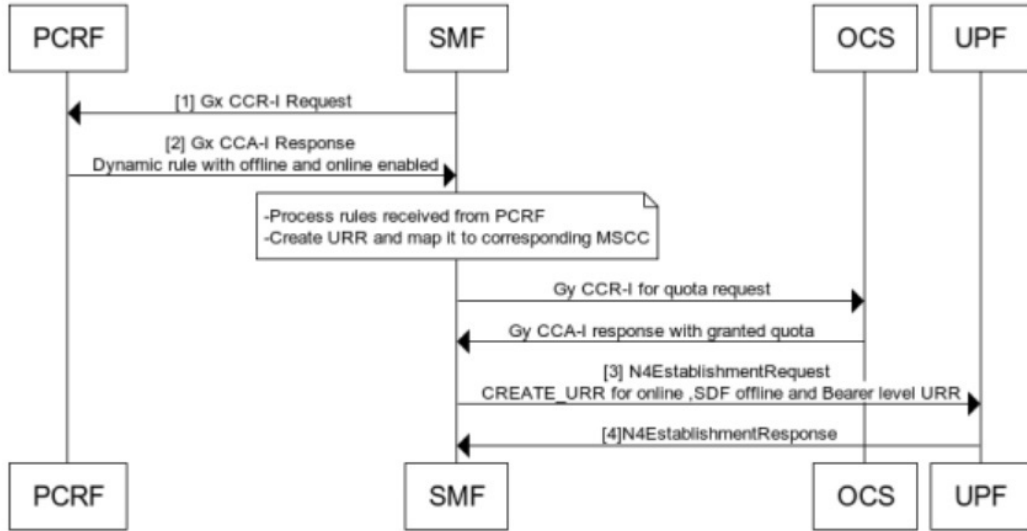 PCRF
SMF
OCS
UPF
[1] Gx CCR-I Request
[2] Gx CCA-I Response
Dynamic rule with offline and online enabled
-Process rules received from PCRF
-Create URR and map it to corresponding MSCC
Gy CCR-I for quota request
Gy CCA-I response with granted quota
[3] N4EstablishmentRequest
CREATE_URR for online ,SDF offline and Bearer level URR
[4]N4EstablishmentResponse
PCRF
SMF
OCS
UPF